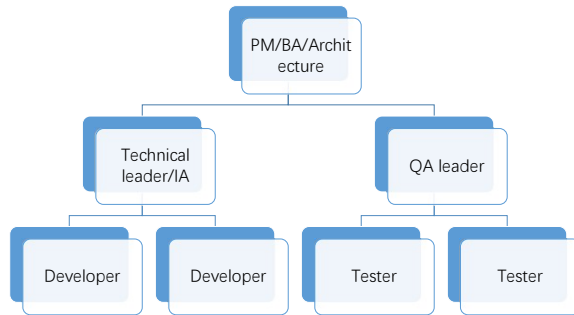 PM/BA/Archit
ecture
Technical
leader/IA
QA leader
Developer
Developer
Tester
Tester